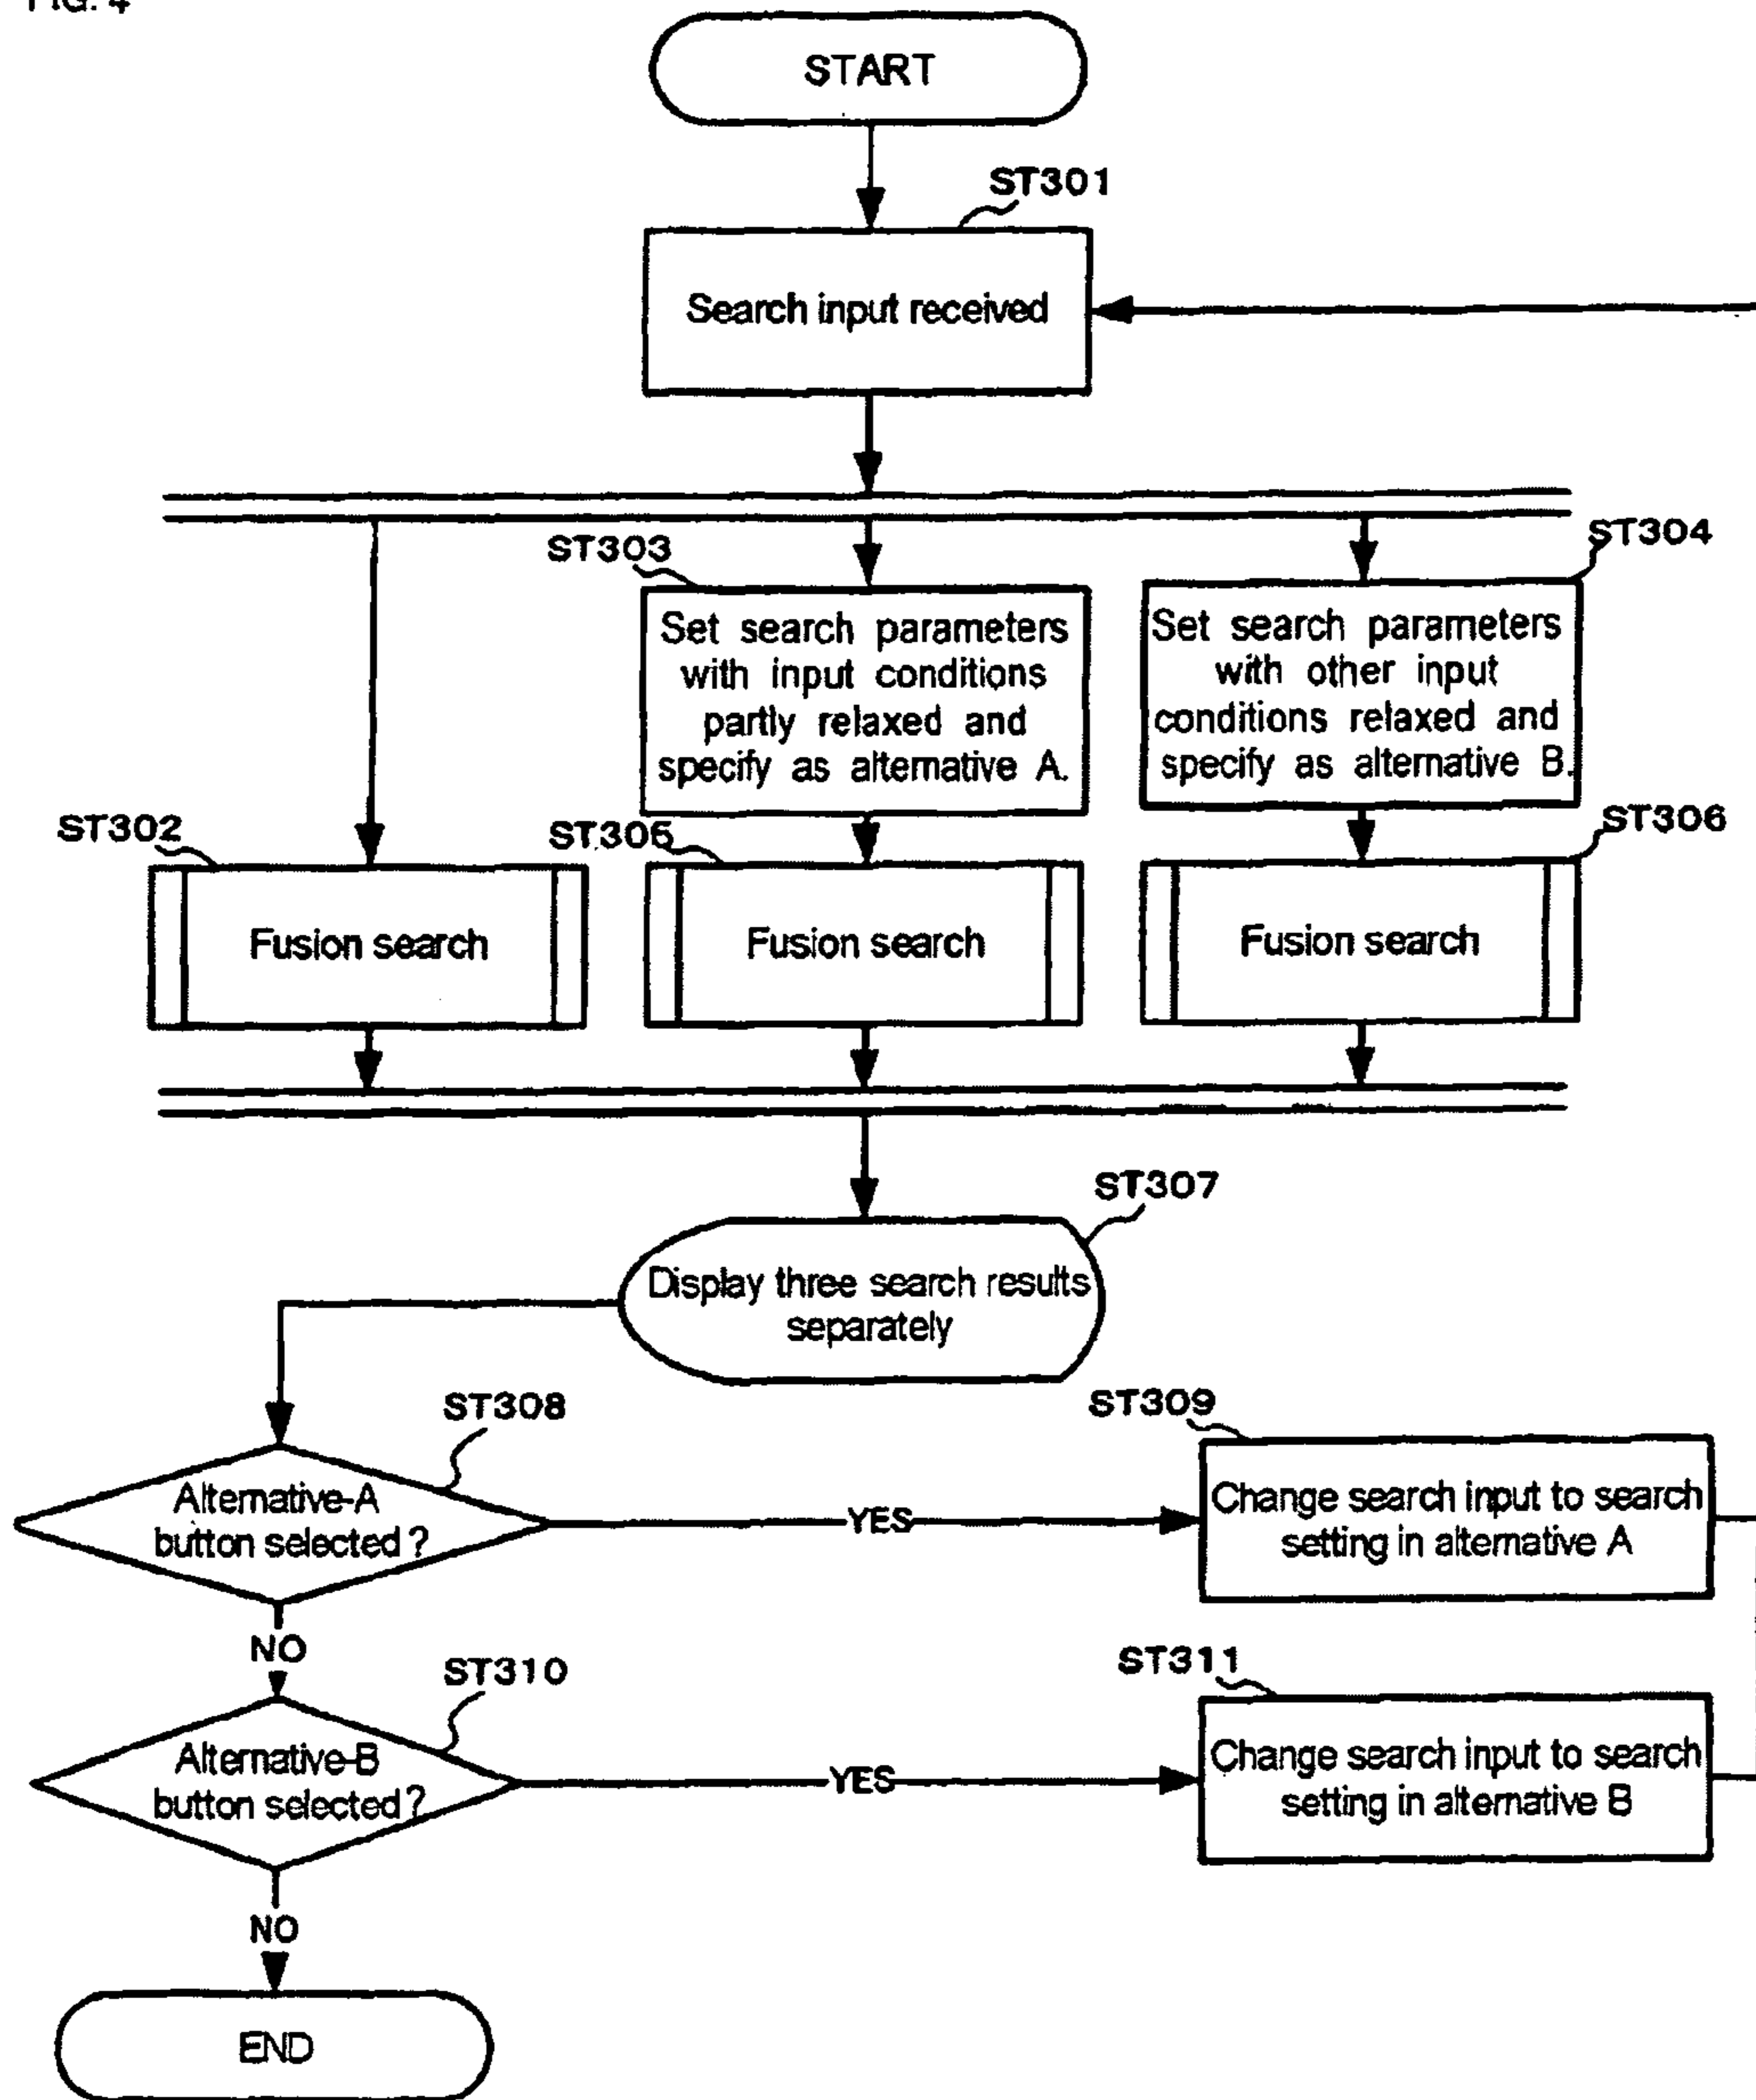 FIG. 4
START
ST301
Search input received
ST303
ST304
Set search parameters
with input conditions
partly relaxed and
specify as alternative A.
Set search parameters
with other input
conditions relaxed and
specify as alternative B.
ST302
ST305
ST306
Fusion search
Fusion search
Fusion search
ST307
Display three search results
separately
ST308
ST309
Alternative-A
button selected?
YES
Change search input to search
setting in alternative A
NO
ST310
ST311
Alternative-B
button selected?
YES
Change search input to search
setting in alternative B
NO
END